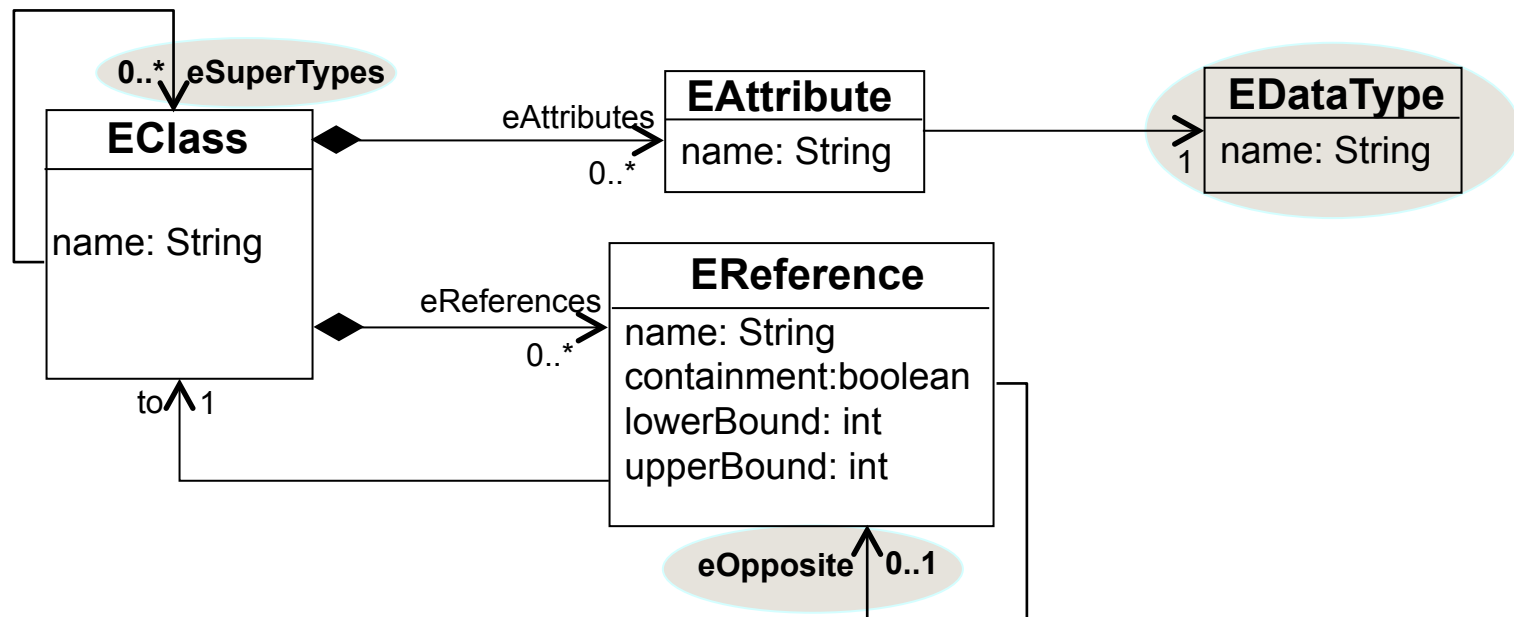 0..* eSuperTypes
EClass
name: String
eAttributes
0..*
EAttribute
name: String
1
EDataType
name: String
eReferences
0..*
EReference
name: String
containment:boolean
lowerBound: int
upperBound: int
to 1
eOpposite 0..1